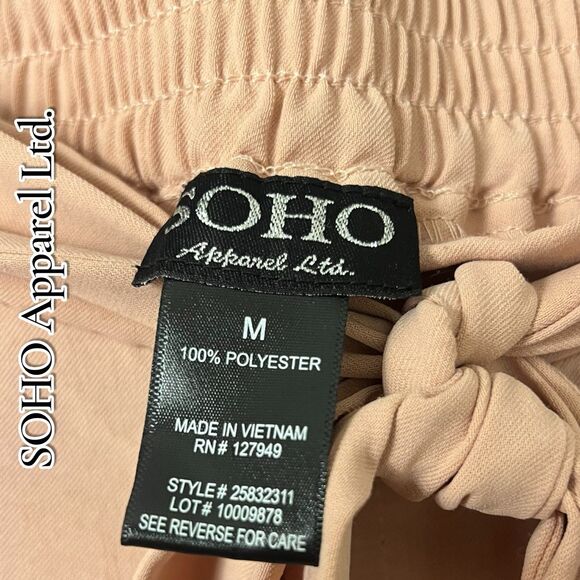 SOHO Apparel Ltd.
SOHO
Apparel Ltd.
M
100% POLYESTER
MADE IN VIETNAM
RN# 127949
STYLE# 25832311
LOT# 10009878
SEE REVERSE FOR CARE